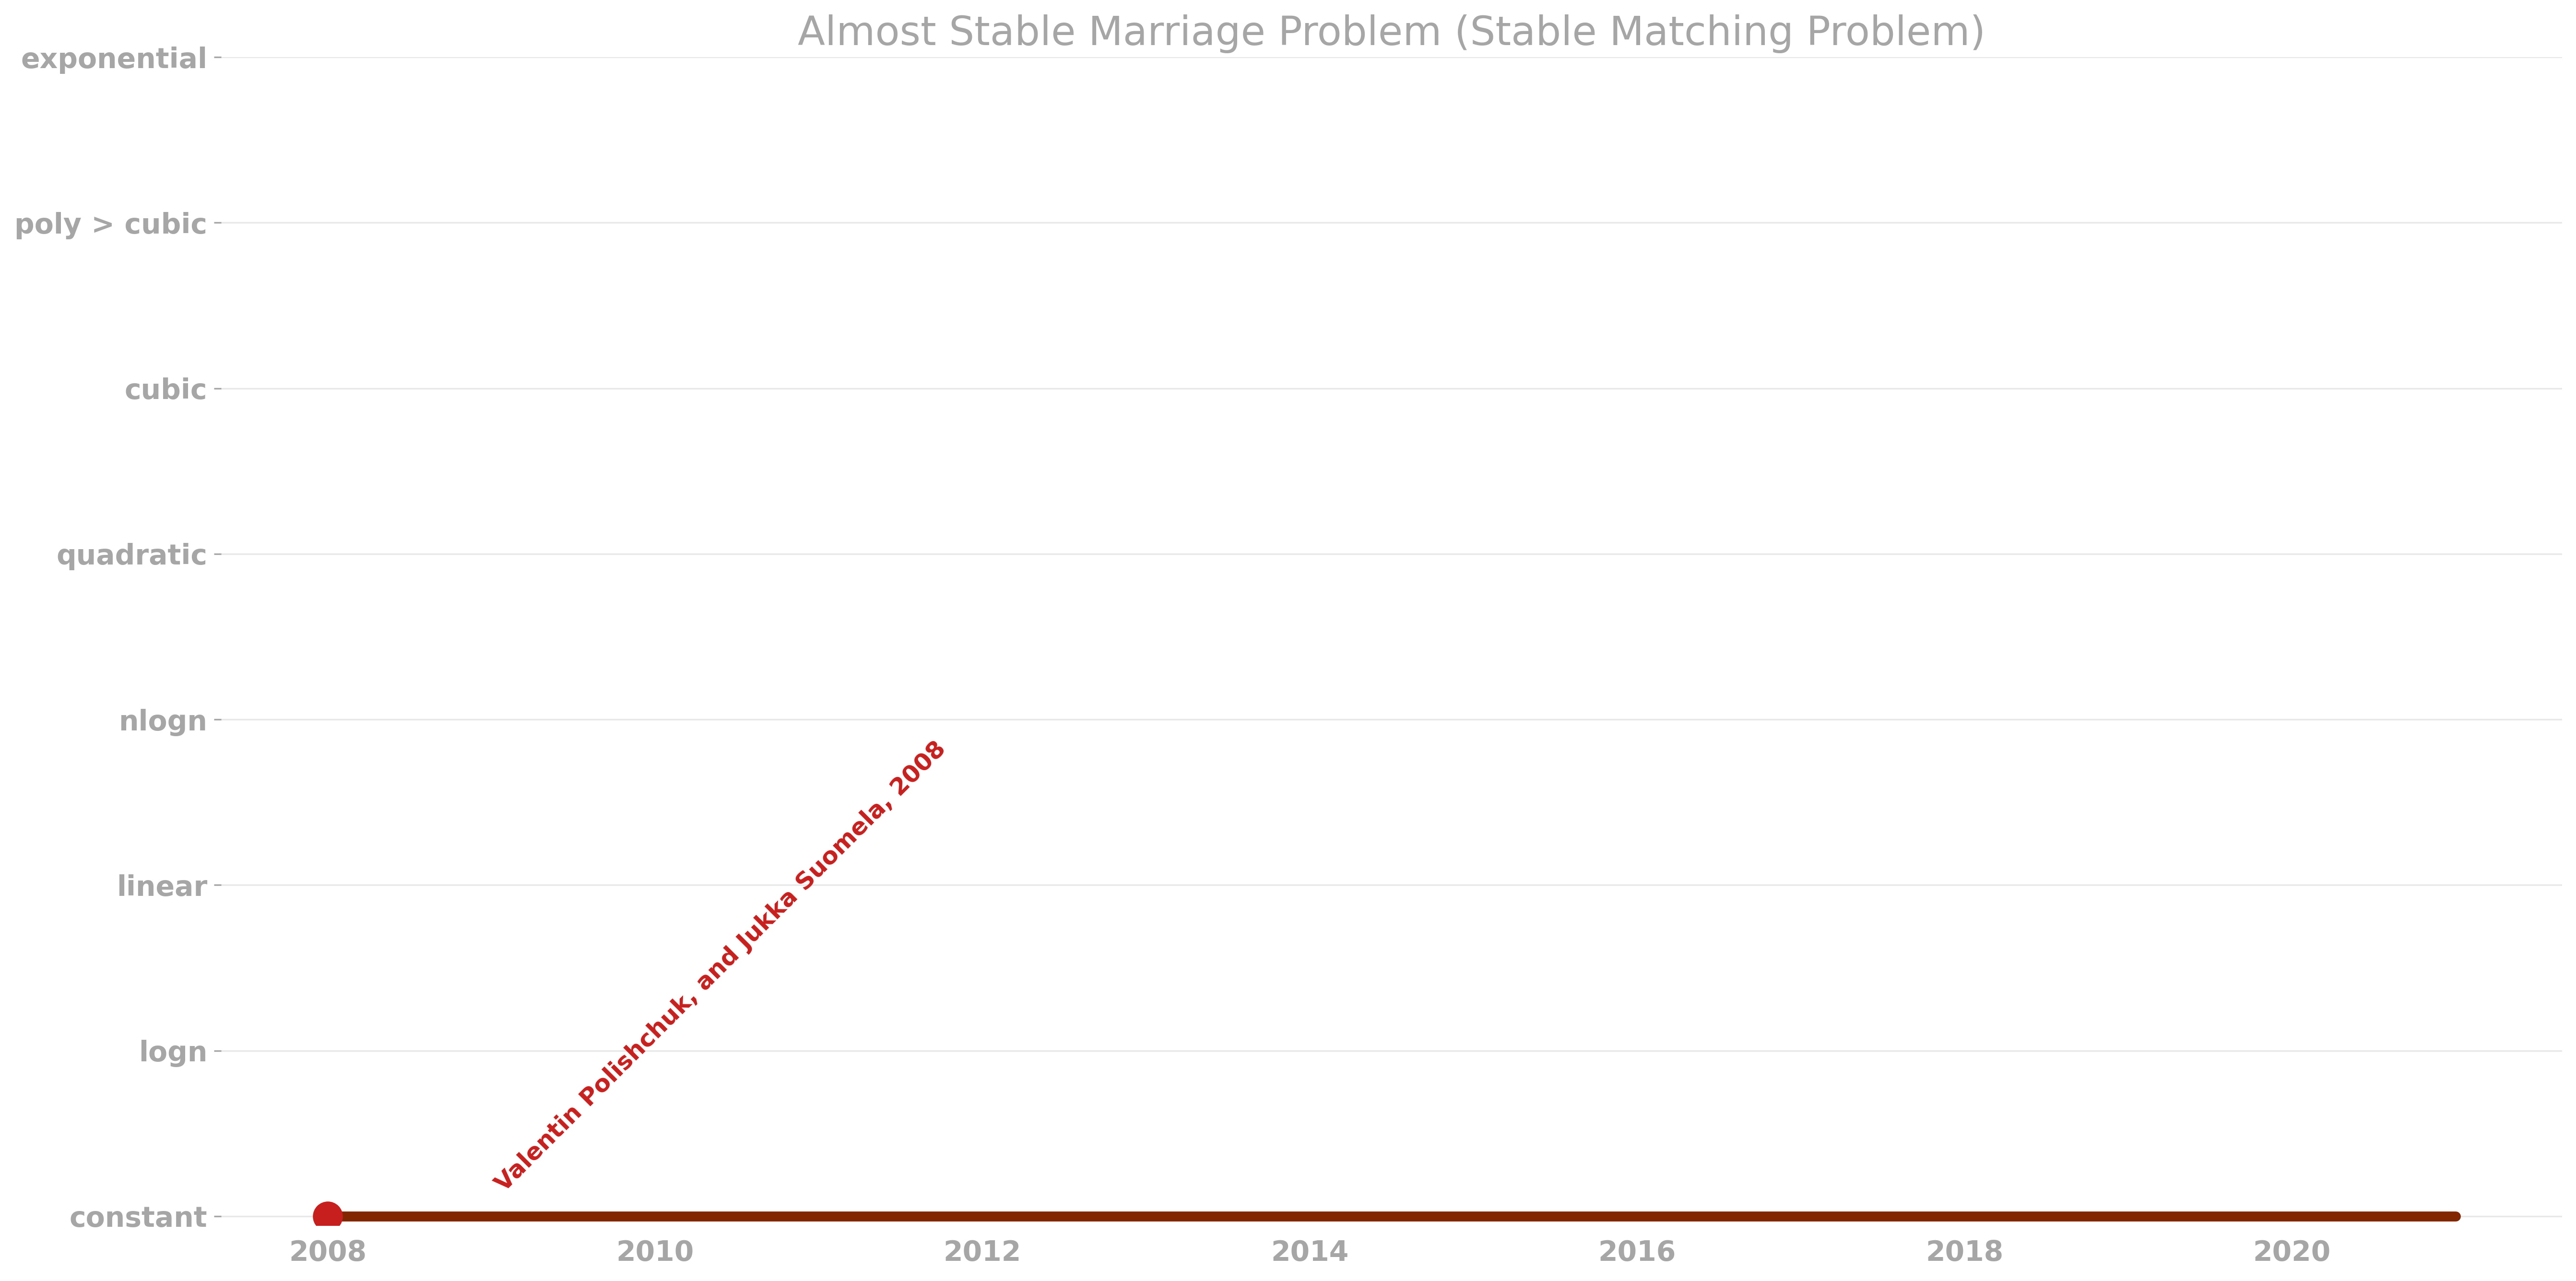 Almost Stable Marriage Problem (Stable Matching Problem)
exponential
poly > cubic
cubic
quadratic
nlogn
linear
logn
constant
Valentin Polishchuk, and Jukka Suomela, 2008
2008 2010 2012 2014 2016 2018 2020